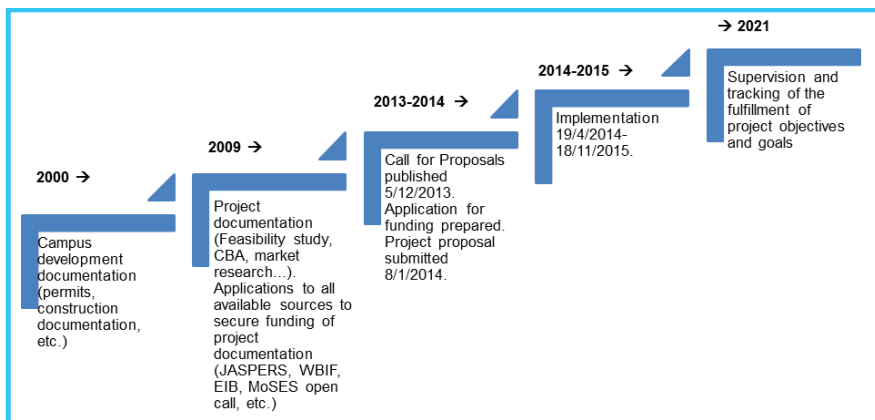 2000 →
Campus
development
documentation
(permits,
construction
documentation,
etc.)
2009 →
Project
documentation
(Feasibility study,
CBA, market
research...).
Applications to all
available sources to
secure funding of
project
documentation
(JASPERS, WBIF,
EIB, MoSES open
call, etc.)
2013-2014 →
Call for Proposals
published
5/12/2013.
Application for
funding prepared.
Project proposal
submitted
8/1/2014.
2014-2015 →
Implementation
19/4/2014-
18/11/2015.
→ 2021
Supervision and
tracking of the
fulfillment of
project objectives
and goals